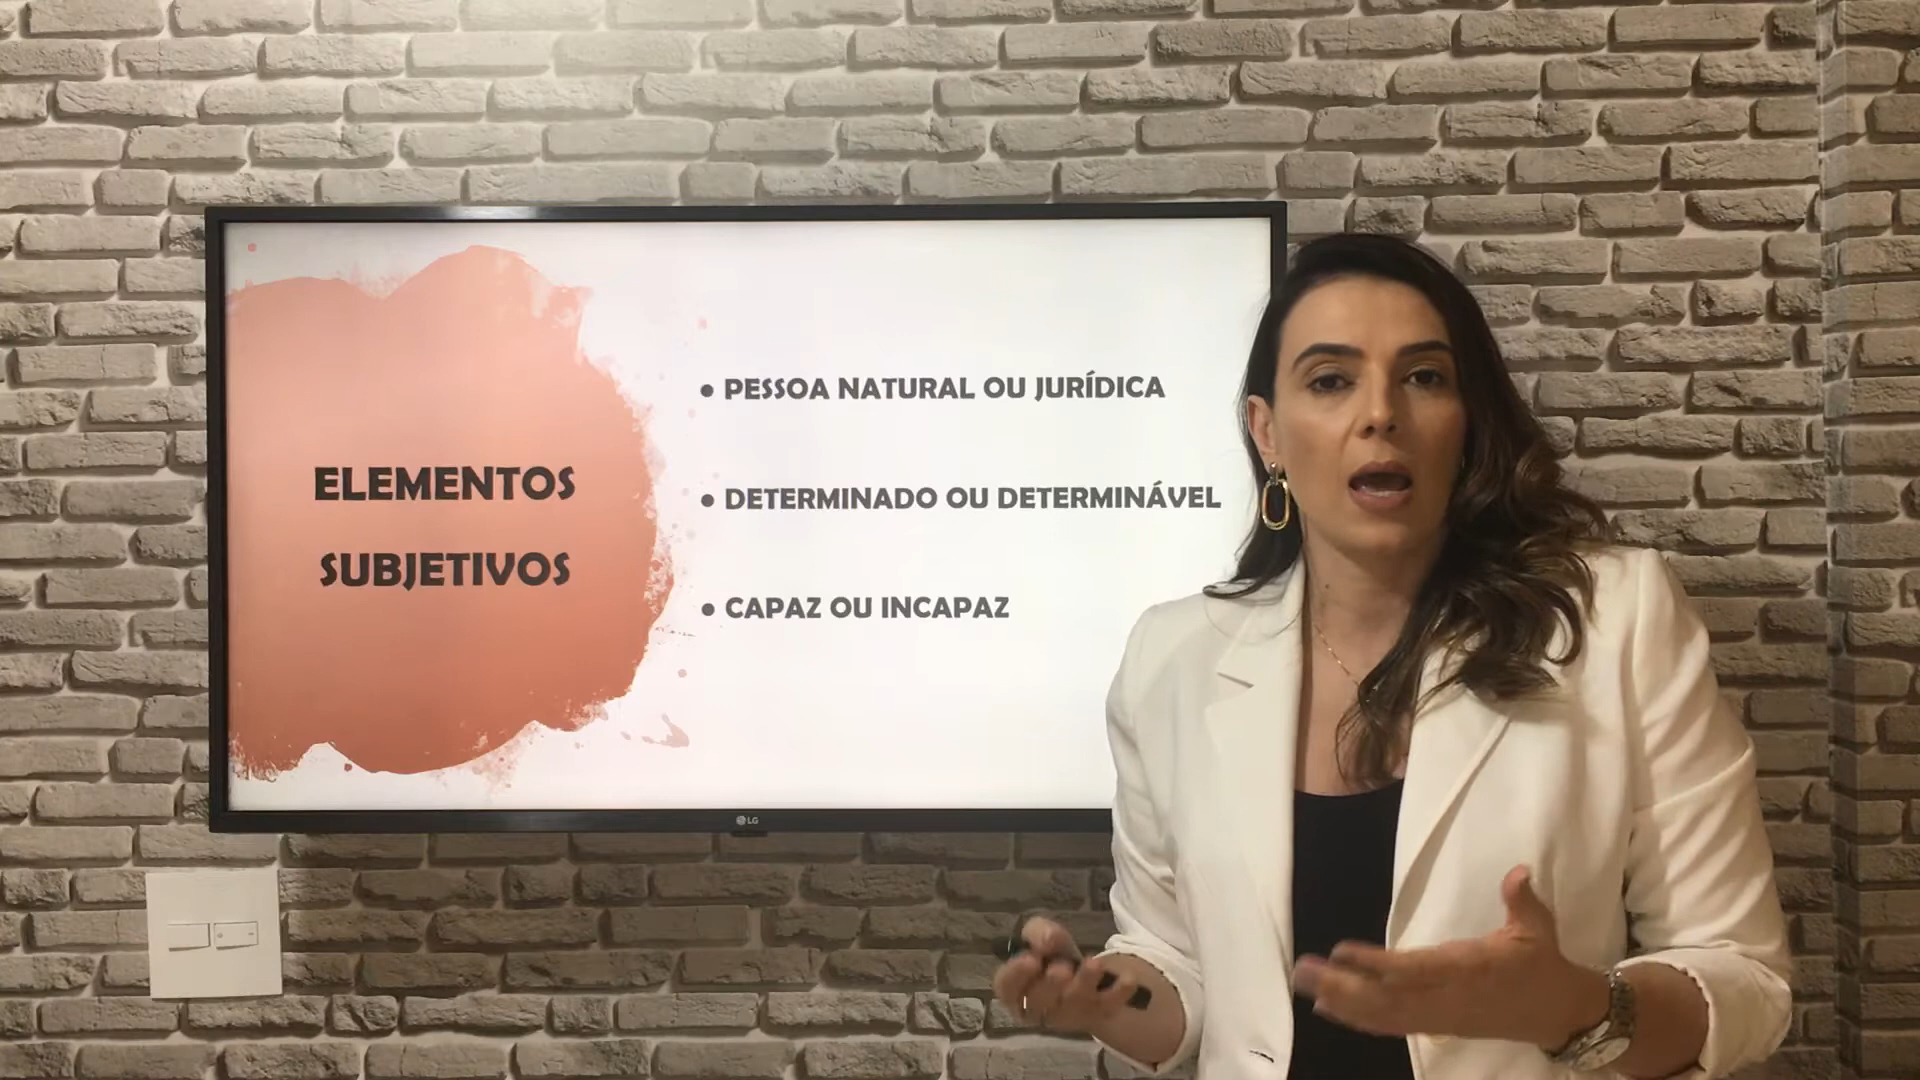 ELEMENTOS
SUBJETIVOS
• PESSOA NATURAL OU JURÍDICA
• DETERMINADO OU DETERMINÁVEL
• CAPAZ OU INCAPAZ
LG